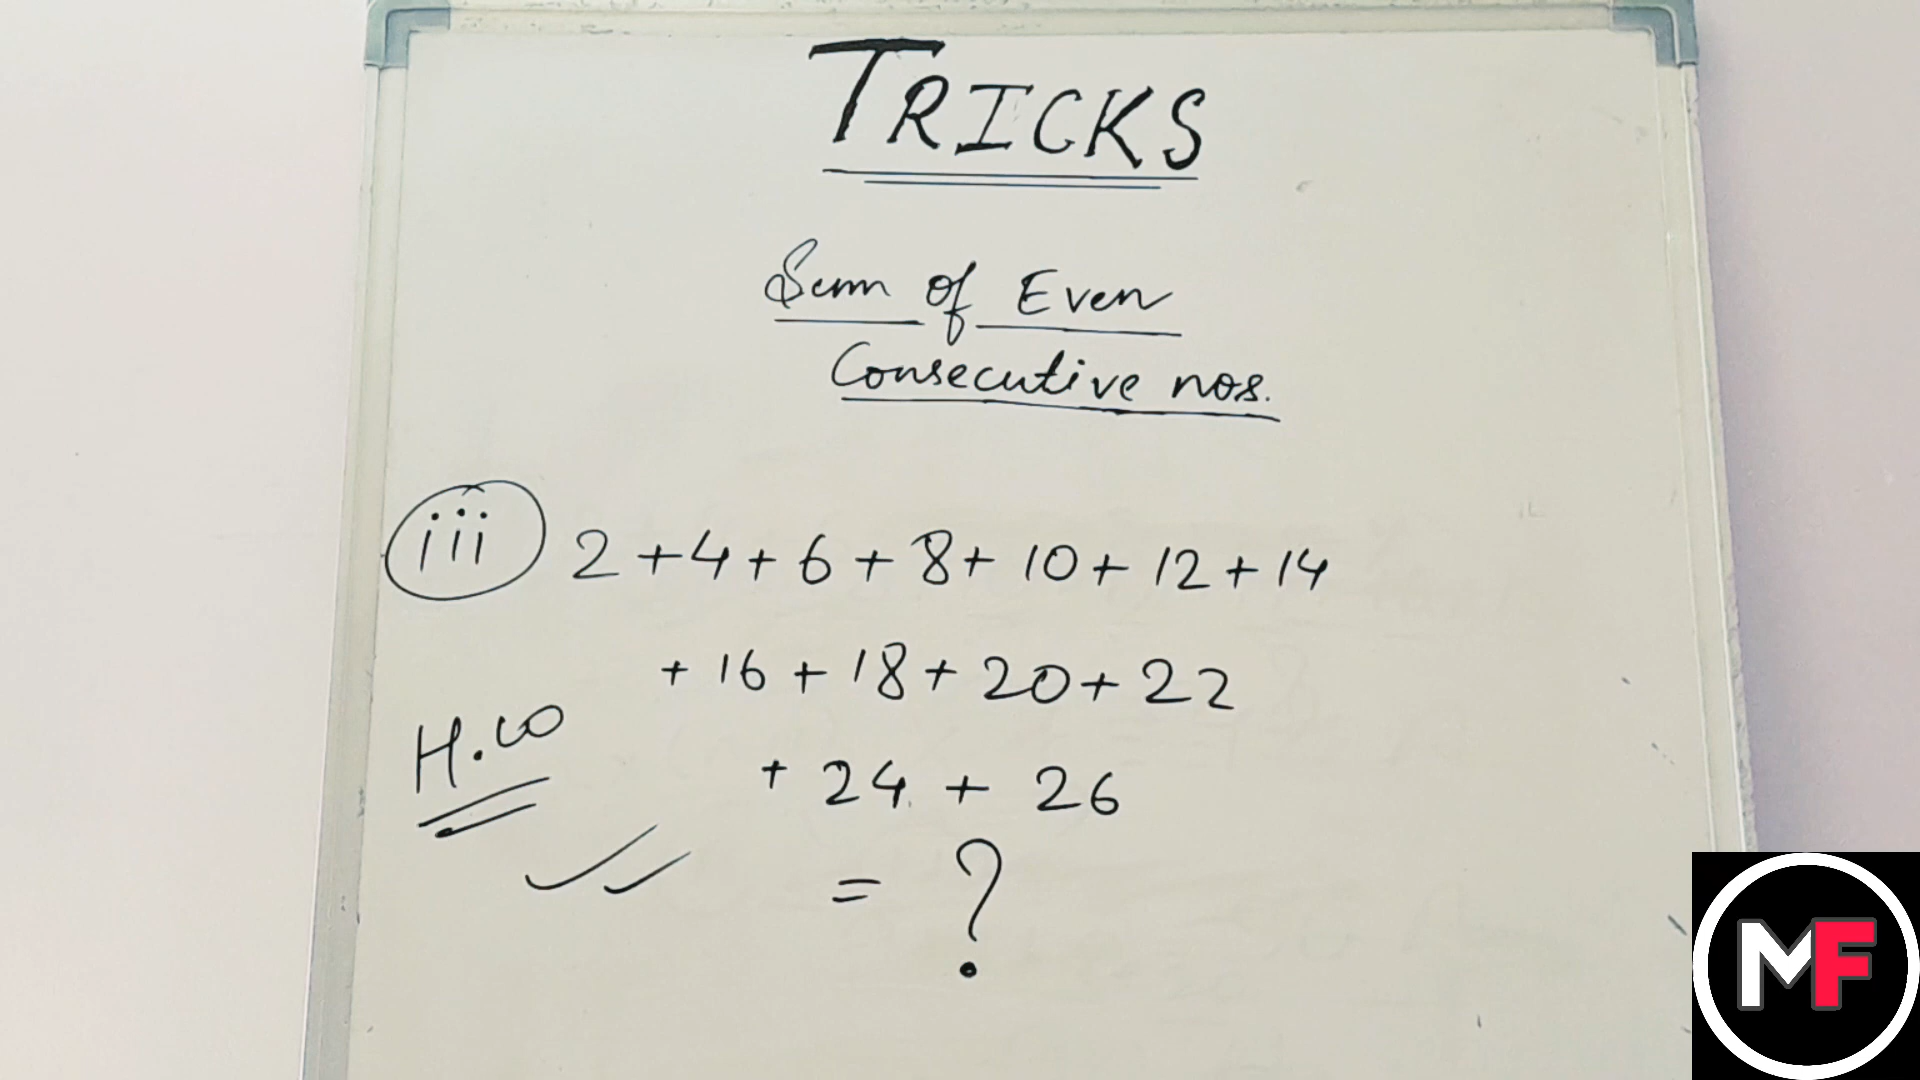 TRICKS
Sum of Even
Consecutive nos.
iii 2 + 4 + 6 + 8 + 10 + 12 + 14
+ 16 + 18 + 20 + 22
H.W
+ 24 + 26
= ?
MF